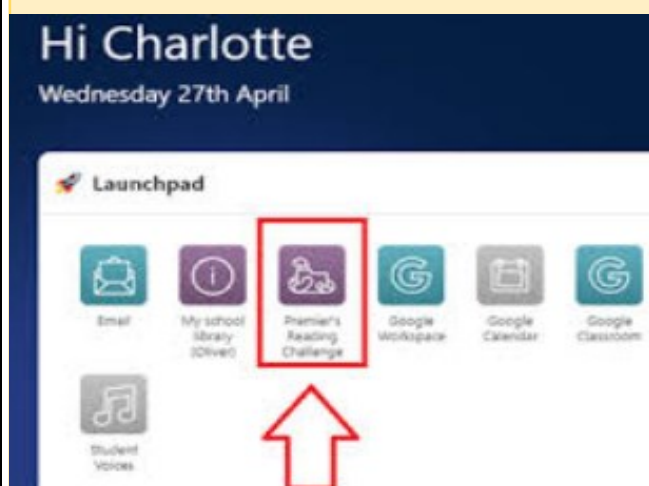 Hi Charlotte
Wednesday 27th April
Launchpad
Email
My school
library
(Oliver)
Premier's
Reading
Challenge
Google
Workspace
Google
Calendar
Google
Classroom
Student
Voices